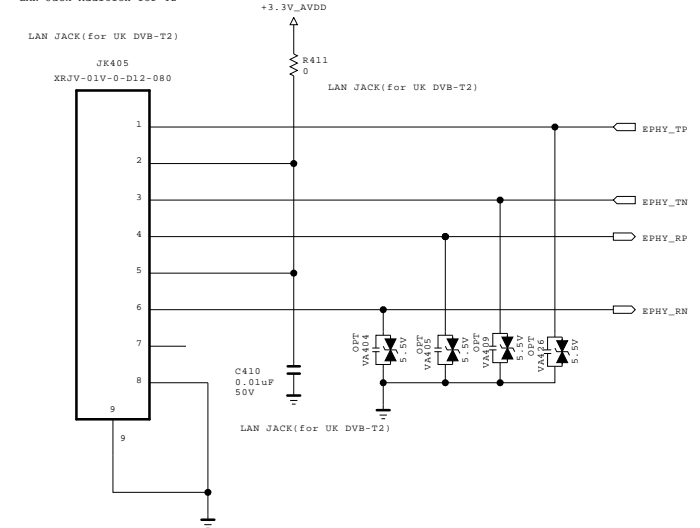 +3.3V_AVDD
LAN JACK(for UK DVB-T2)
JK405
XRJV-01V-0-D12-080
R411
0
LAN JACK(for UK DVB-T2)
1
EPHY_TP
2
3
EPHY_TN
4
EPHY_RP
5
6
EPHY_RN
7
8
9
9
OPT
VA404
5.5V
OPT
VA405
5.5V
OPT
VA409
5.5V
OPT
VA426
5.5V
C410
0.01uF
50V
LAN JACK(for UK DVB-T2)